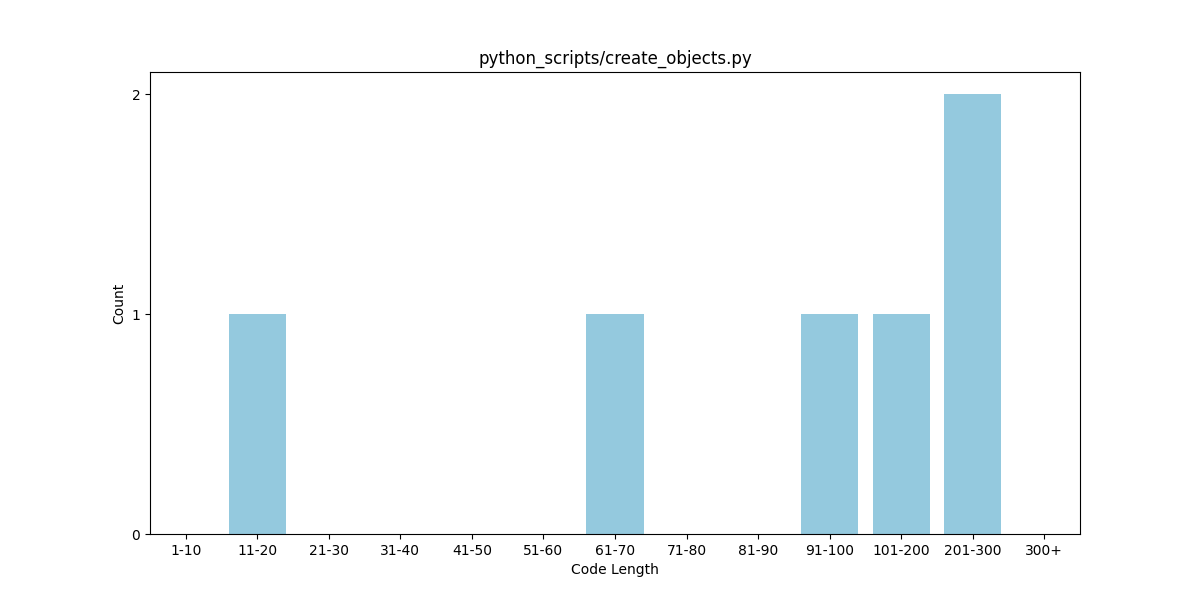 python_scripts/create_objects.py
2
1
0
Count
1-10 11-20 21-30 31-40 41-50 51-60 61-70 71-80 81-90 91-100 101-200 201-300 300+
Code Length